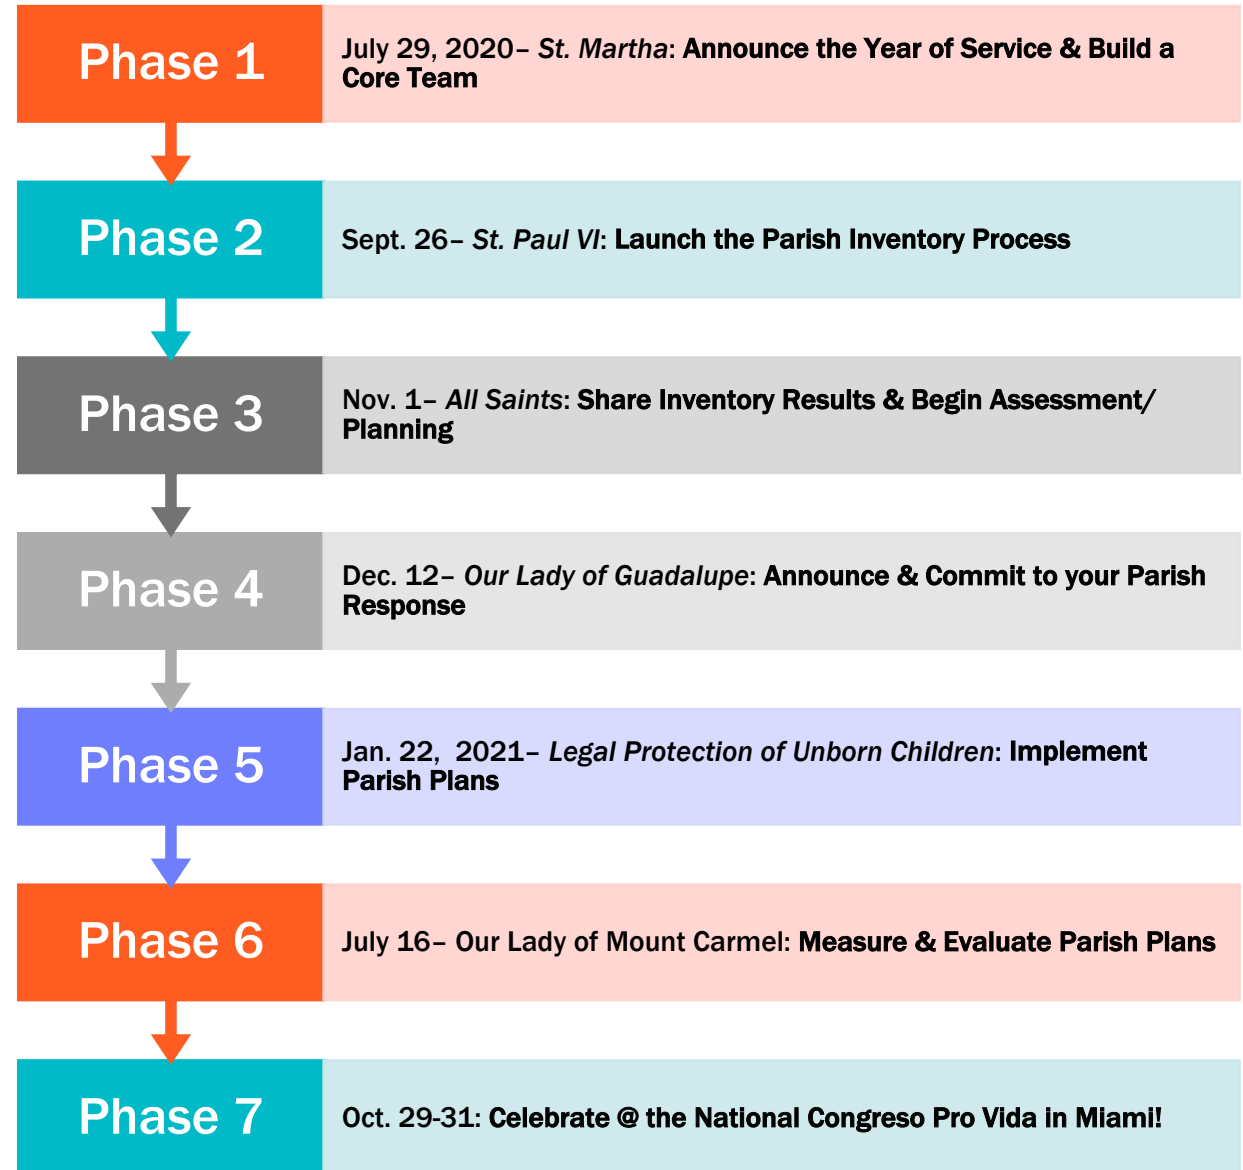 Phase 1
July 29, 2020– St. Martha: Announce the Year of Service & Build a
Core Team
Phase 2
Sept. 26– St. Paul VI: Launch the Parish Inventory Process
Phase 3
Nov. 1– All Saints: Share Inventory Results & Begin Assessment/
Planning
Phase 4
Dec. 12– Our Lady of Guadalupe: Announce & Commit to your Parish
Response
Phase 5
Jan. 22,  2021– Legal Protection of Unborn Children: Implement
Parish Plans
Phase 6
July 16– Our Lady of Mount Carmel: Measure & Evaluate Parish Plans
Phase 7
Oct. 29-31: Celebrate @ the National Congreso Pro Vida in Miami!